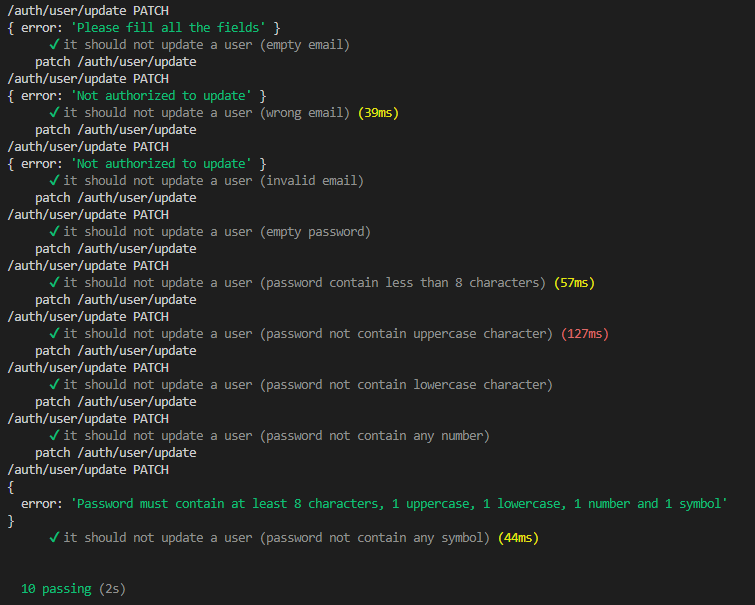 /auth/user/update PATCH
{ error: 'Please fill all the fields' }
✔ it should not update a user (empty email)
patch /auth/user/update
/auth/user/update PATCH
{ error: 'Not authorized to update' }
✔ it should not update a user (wrong email) (39ms)
patch /auth/user/update
/auth/user/update PATCH
{ error: 'Not authorized to update' }
✔ it should not update a user (invalid email)
patch /auth/user/update
/auth/user/update PATCH
✔ it should not update a user (empty password)
patch /auth/user/update
/auth/user/update PATCH
✔ it should not update a user (password contain less than 8 characters) (57ms)
patch /auth/user/update
/auth/user/update PATCH
✔ it should not update a user (password not contain uppercase character) (127ms)
patch /auth/user/update
/auth/user/update PATCH
✔ it should not update a user (password not contain lowercase character)
patch /auth/user/update
/auth/user/update PATCH
✔ it should not update a user (password not contain any number)
patch /auth/user/update
/auth/user/update PATCH
{
error: 'Password must contain at least 8 characters, 1 uppercase, 1 lowercase, 1 number and 1 symbol'
}
✔ it should not update a user (password not contain any symbol) (44ms)
10 passing (2s)